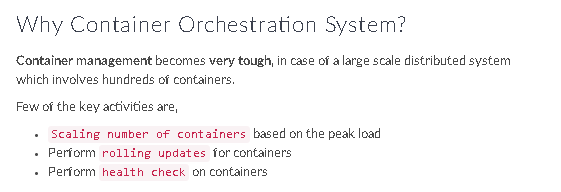 Why Container Orchestration System?
Container management becomes very tough, in case of a large scale distributed system
which involves hundreds of containers.
Few of the key activities are,
• Scaling number of containers based on the peak load
• Perform rolling updates for containers
• Perform health check on containers